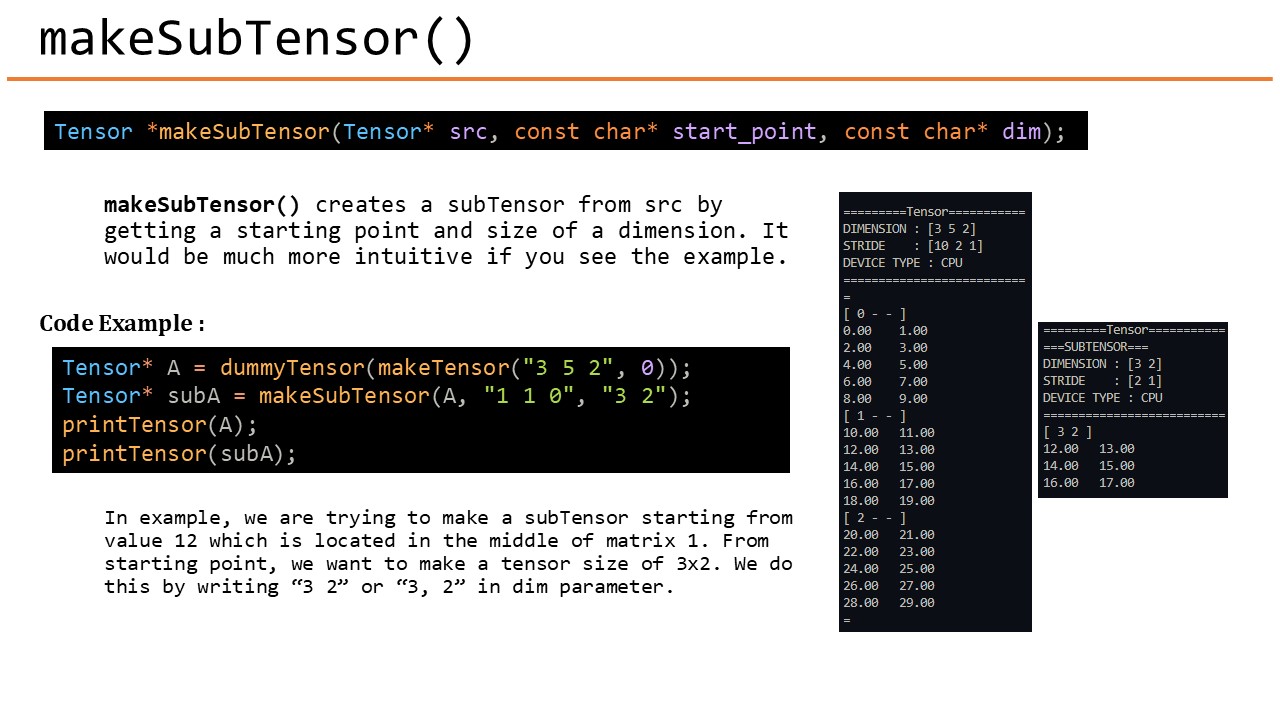 makeSubTensor()
Tensor *makeSubTensor(Tensor* src, const char* start_point, const char* dim);
makeSubTensor() creates a subTensor from src by
getting a starting point and size of a dimension. It
would be much more intuitive if you see the example.
Code Example :
Tensor* A = dummyTensor(makeTensor("3 5 2", 0));
Tensor* subA = makeSubTensor(A, "1 1 0", "3 2");
printTensor(A);
printTensor(subA);
In example, we are trying to make a subTensor starting from
value 12 which is located in the middle of matrix 1. From
starting point, we want to make a tensor size of 3x2. We do
this by writing “3 2” or “3, 2” in dim parameter.
=========Tensor===========
DIMENSION : [3 5 2]
STRIDE    : [10 2 1]
DEVICE TYPE : CPU
==========================
=
[ 0 - - ]
0.00    1.00
2.00    3.00
4.00    5.00
6.00    7.00
8.00    9.00
[ 1 - - ]
10.00   11.00
12.00   13.00
14.00   15.00
16.00   17.00
18.00   19.00
[ 2 - - ]
20.00   21.00
22.00   23.00
24.00   25.00
26.00   27.00
28.00   29.00
=
=========Tensor===========
===SUBTENSOR===
DIMENSION : [3 2]
STRIDE    : [2 1]
DEVICE TYPE : CPU
==========================
[ 3 2 ]
12.00   13.00
14.00   15.00
16.00   17.00